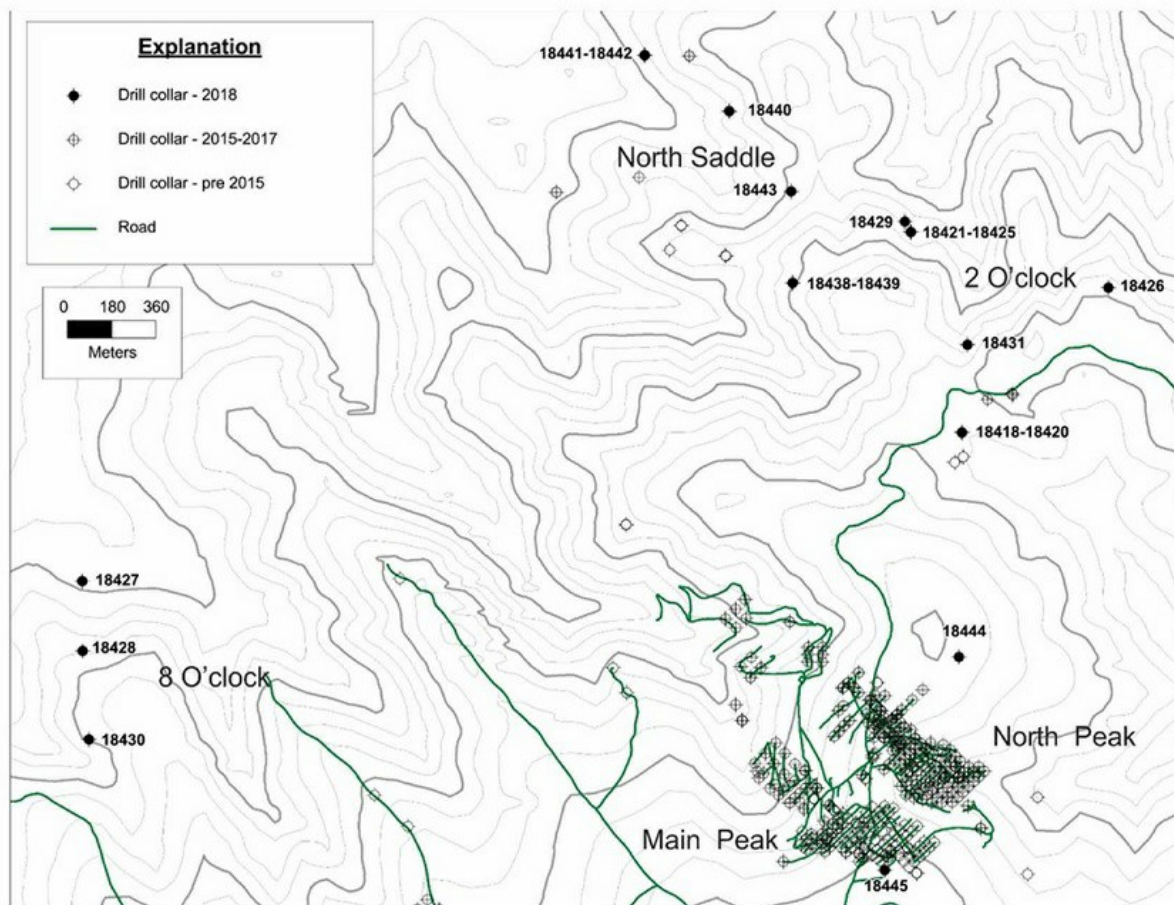 Explanation
Drill collar - 2018
Drill collar - 2015-2017
Drill collar - pre 2015
Road
0 180 360
Meters
18441-18442
18440
North Saddle
18443
18429
18421-18425
2 O'clock
18426
18438-18439
18431
18418-18420
18427
18428
8 O'clock
18430
18444
North Peak
Main Peak
18445